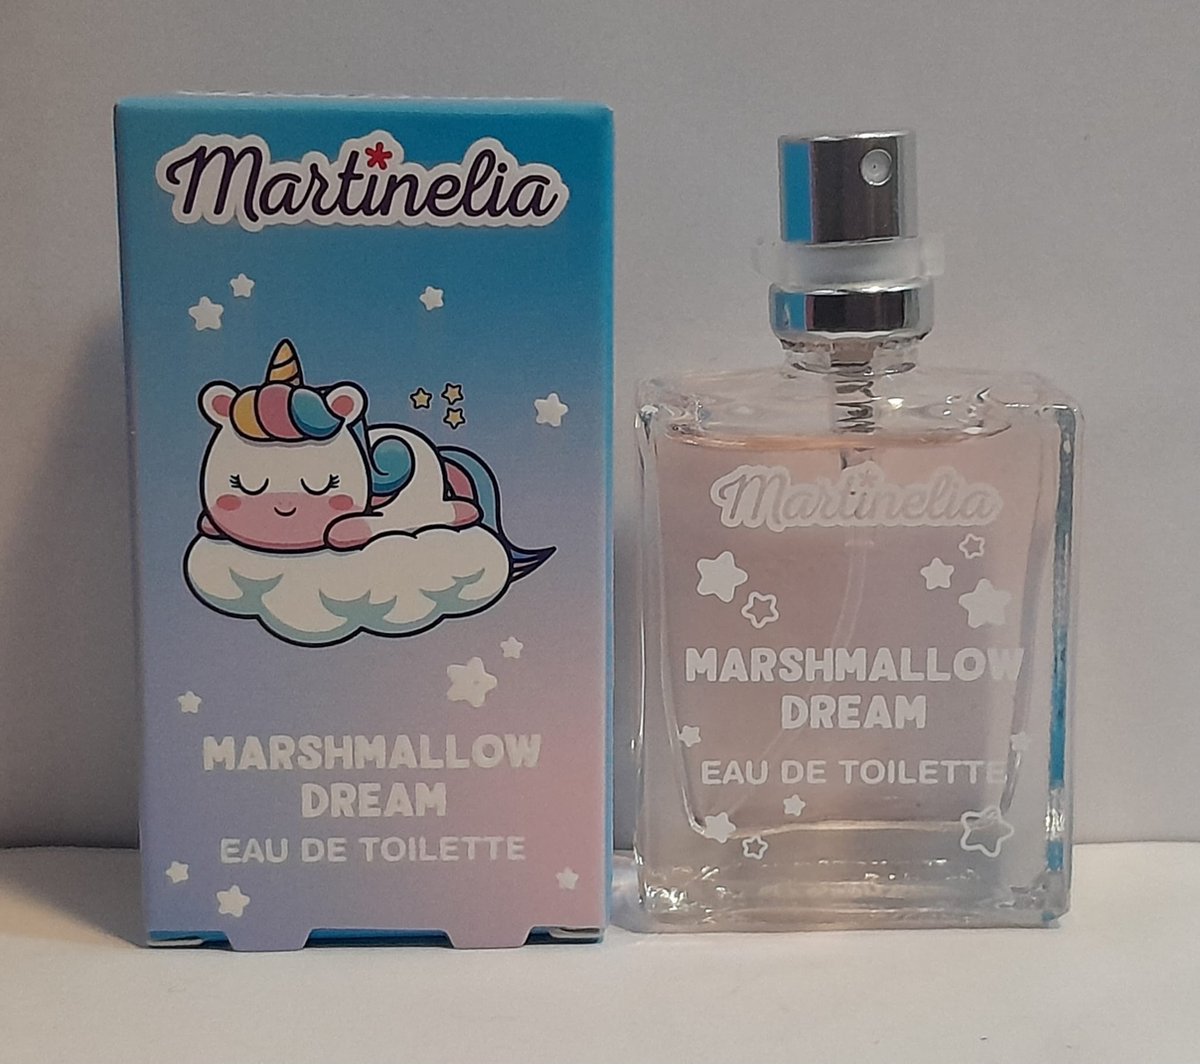 Martinelia
MARSHMALLOW
DREAM
EAU DE TOILETTE
Martinelia
MARSHMALLOW
DREAM
EAU DE TOILETTE